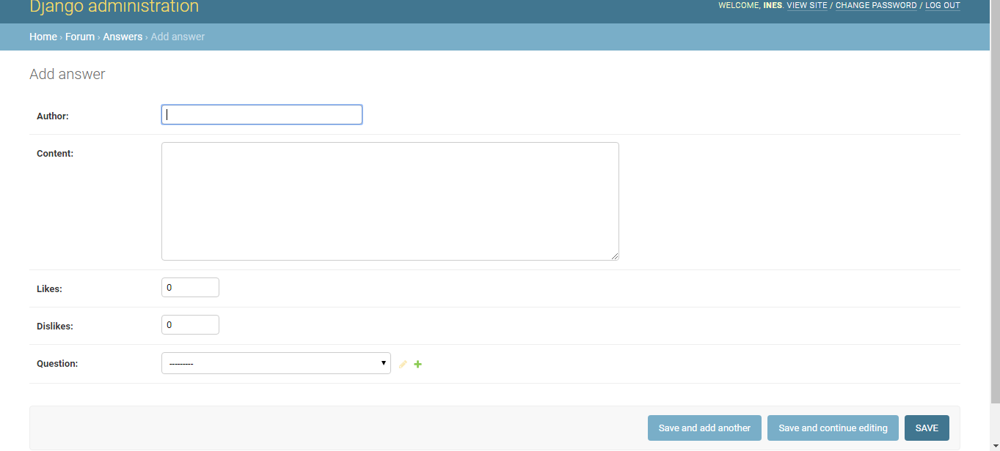 Django administration
WELCOME, INES. VIEW SITE / CHANGE PASSWORD / LOG OUT
Home › Forum › Answers › Add answer
Add answer
Author:
Content:
Likes: 0
Dislikes: 0
Question: ---------
Save and add another Save and continue editing SAVE